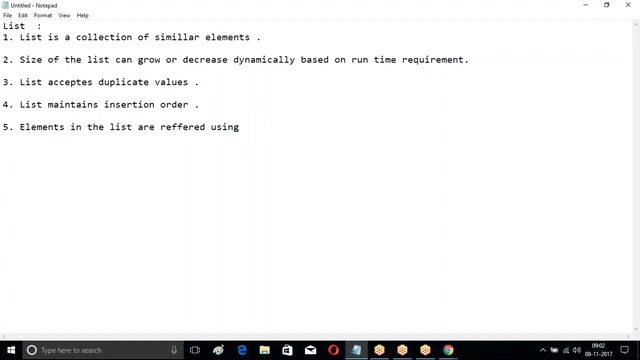 Untitled - Notepad
File Edit Format View Help
List :
1. List is a collection of simillar elements .
2. Size of the list can grow or decrease dynamically based on run time requirement.
3. List acceptes duplicate values .
4. List maintains insertion order .
5. Elements in the list are reffered using
Type here to search
09:02
08-11-2017